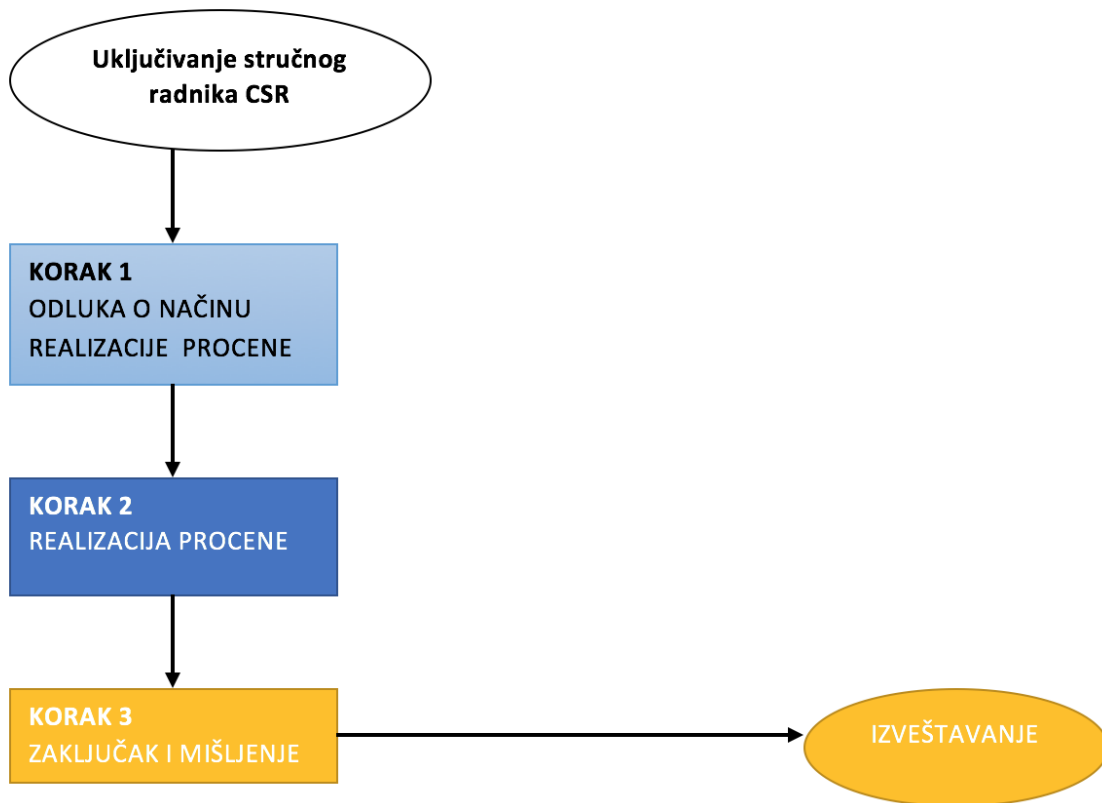 Uključivanje stručnog
radnika CSR
KORAK 1
ODLUKA O NAČINU
REALIZACIJE PROCENE
KORAK 2
REALIZACIJA PROCENE
KORAK 3
ZAKLJUČAK I MIŠLJENJE
IZVEŠTAVANJE